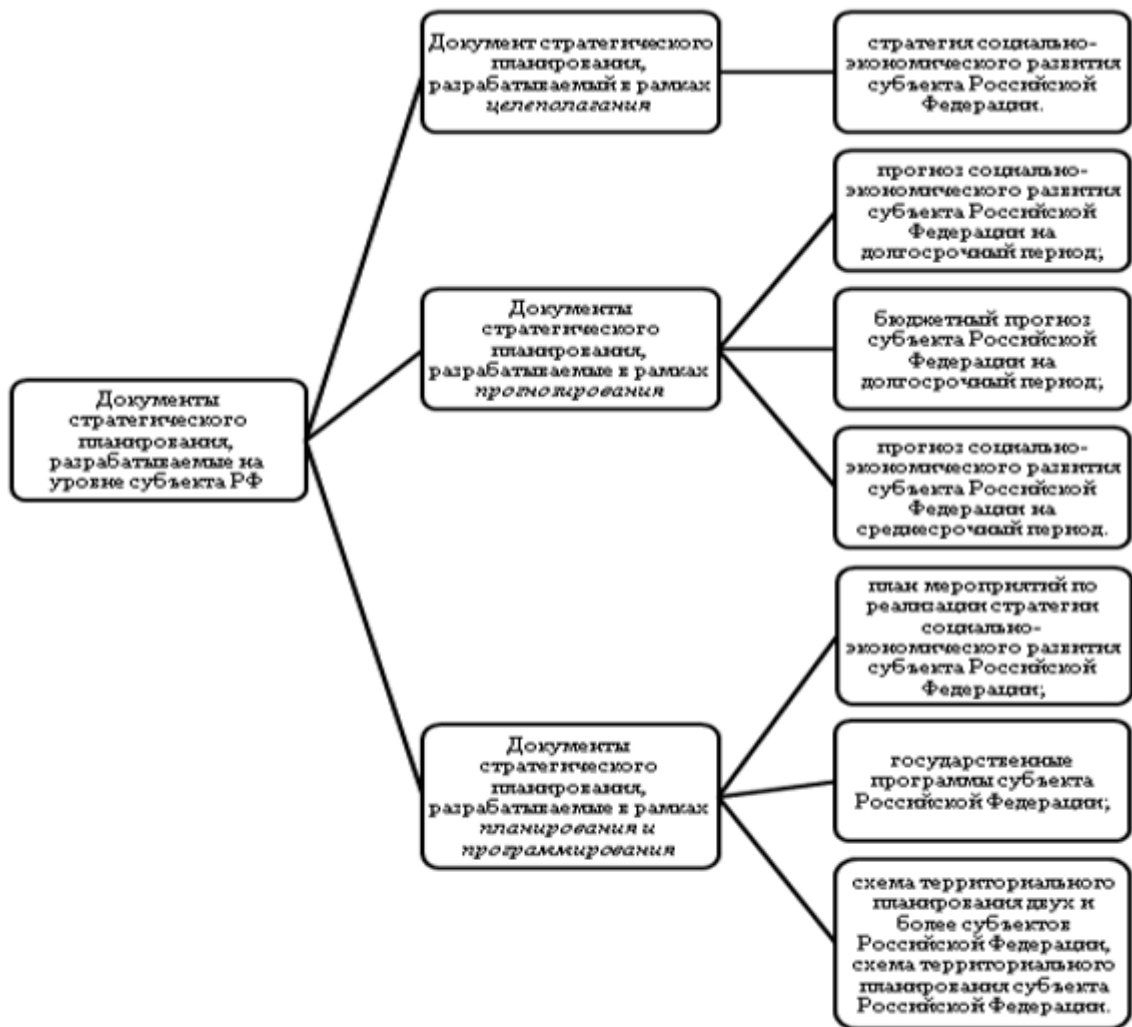 Документы
стратегического
планирования,
разрабатываемые на
уровне субъекта РФ
Документ стратегического
планирования,
разрабатываемый в рамках
целеполагания
стратегия социально-
экономического развития
субъекта Российской
Федерации.
Документы
стратегического
планирования,
разрабатываемые в рамках
прогнозирования
прогноз социально-
экономического развития
субъекта Российской
Федерации на
долгосрочный период;
бюджетный прогноз
субъекта Российской
Федерации на
долгосрочный период;
прогноз социально-
экономического развития
субъекта Российской
Федерации на
среднесрочный период.
Документы
стратегического
планирования,
разрабатываемые в рамках
планирования и
программирования
план мероприятий по
реализации стратегии
социально-
экономического развития
субъекта Российской
Федерации;
государственные
программы субъекта
Российской Федерации;
схема территориального
планирования двух и
более субъектов
Российской Федерации,
схема территориального
планирования субъекта
Российской Федерации.